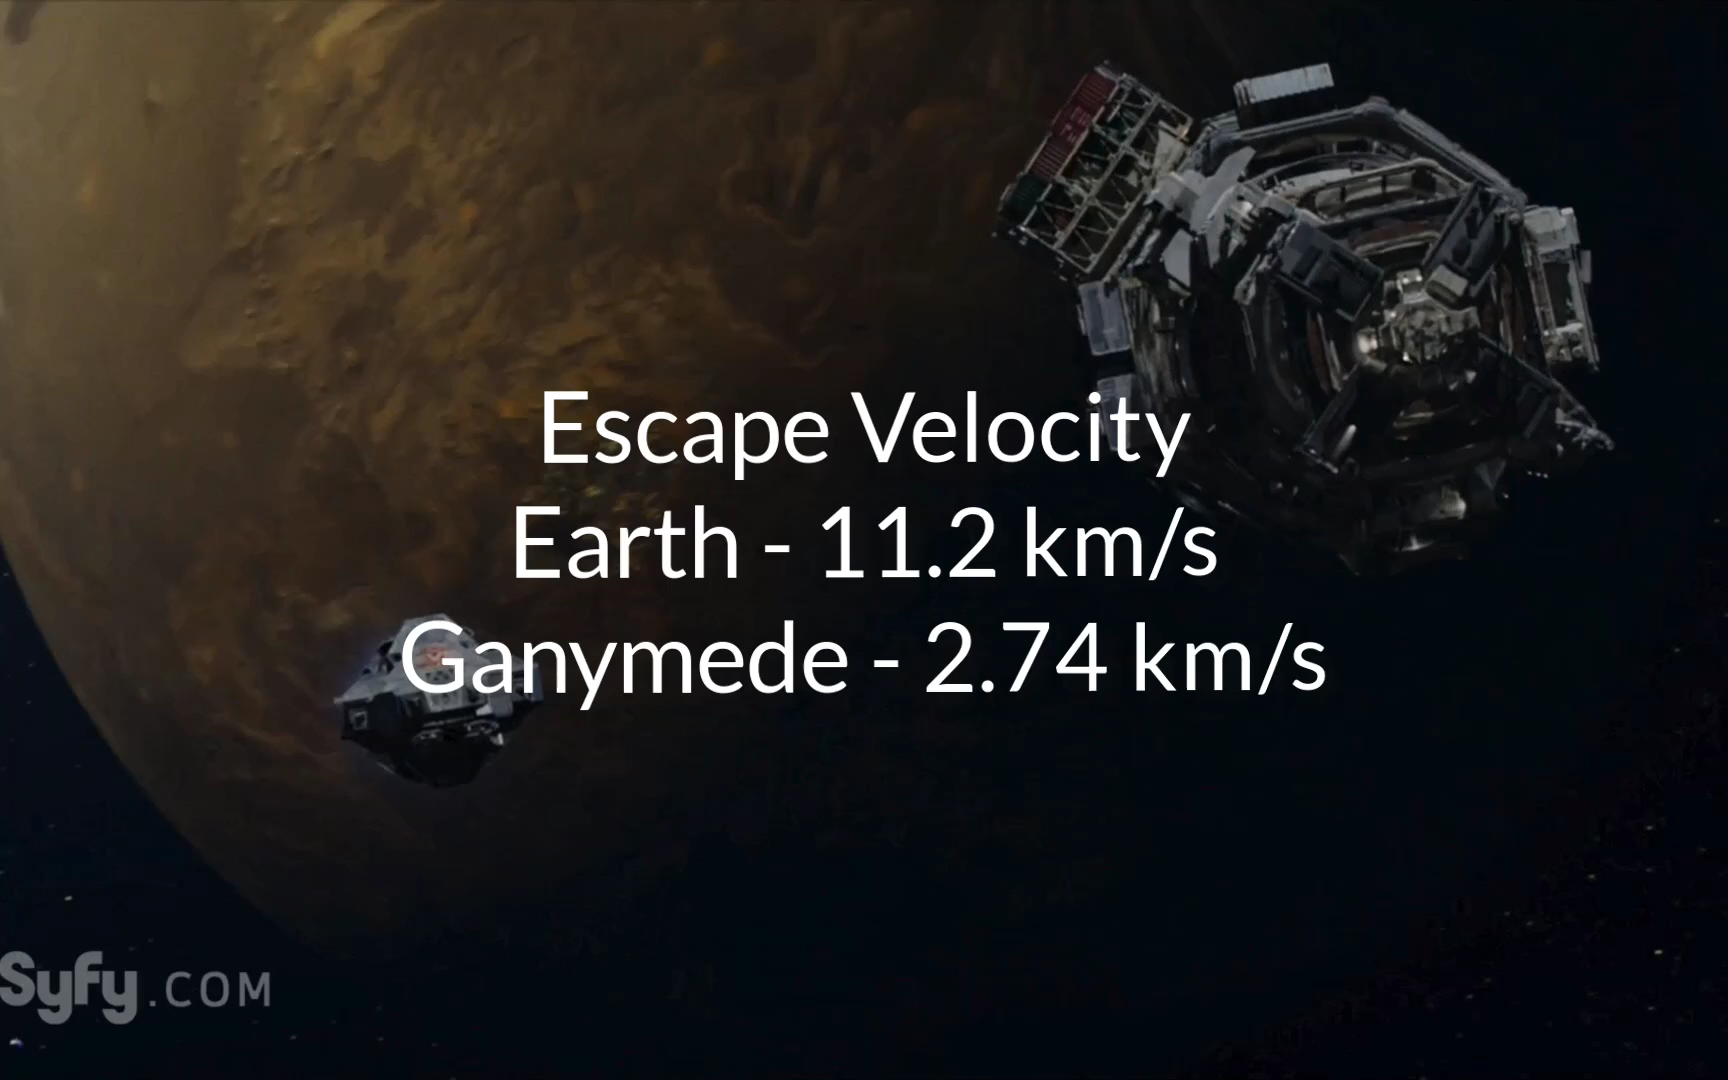 Escape Velocity
Earth - 11.2 km/s
Ganymede - 2.74 km/s
Syfy.COM